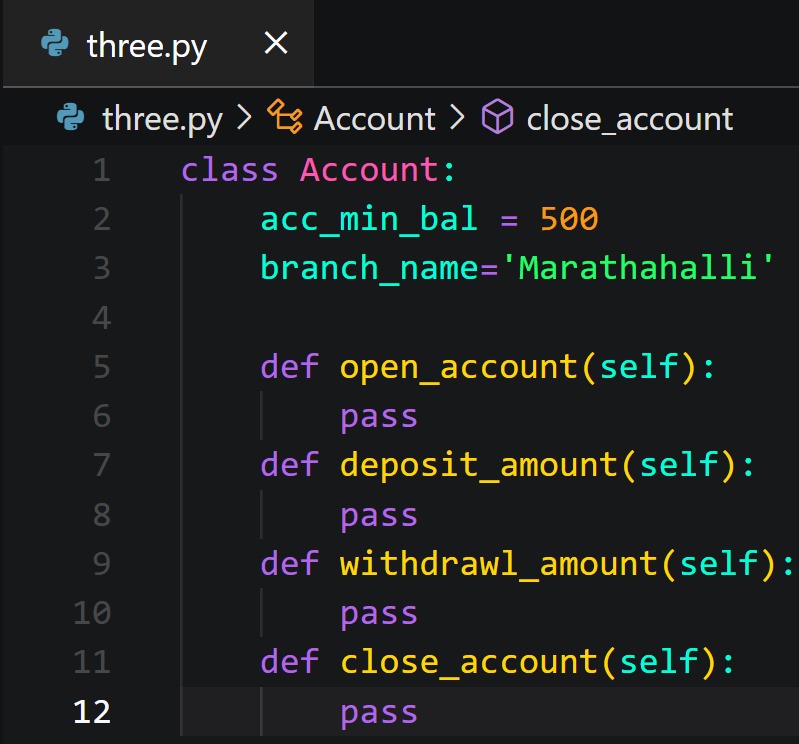 three.py
three.py > Account > close_account
1 class Account:
2     acc_min_bal = 500
3     branch_name='Marathahalli'
4
5     def open_account(self):
6         pass
7     def deposit_amount(self):
8         pass
9     def withdrawl_amount(self):
10         pass
11     def close_account(self):
12         pass